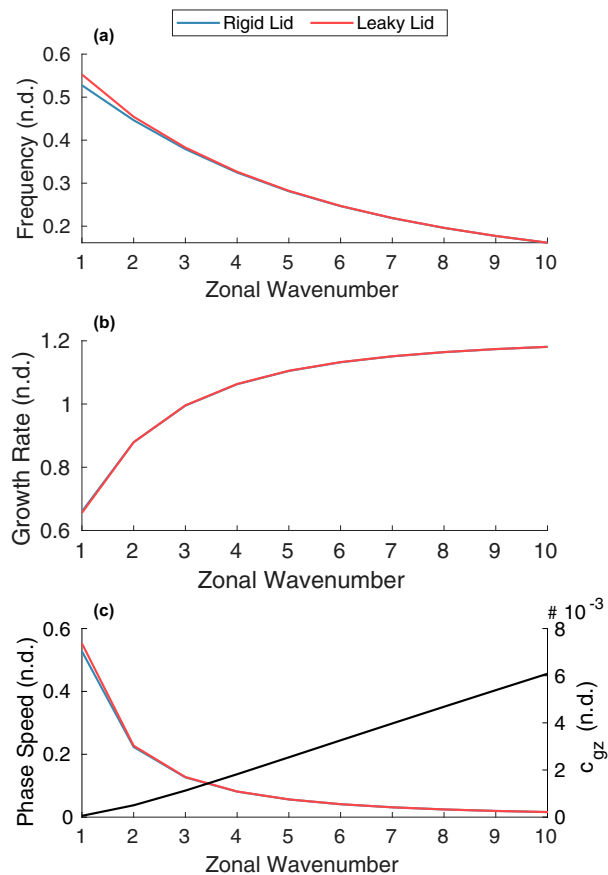 Rigid Lid Leaky Lid
(a)
0.6
0.5
0.4
0.3
0.2
Frequency (n.d.)
1 2 3 4 5 6 7 8 9 10
Zonal Wavenumber
(b)
1.2
1
0.8
0.6
Growth Rate (n.d.)
1 2 3 4 5 6 7 8 9 10
Zonal Wavenumber
(c)
# 10-3
0.6
0.4
0.2
0
Phase Speed (n.d.)
8
6
4
2
0
cgz (n.d.)
1 2 3 4 5 6 7 8 9 10
Zonal Wavenumber